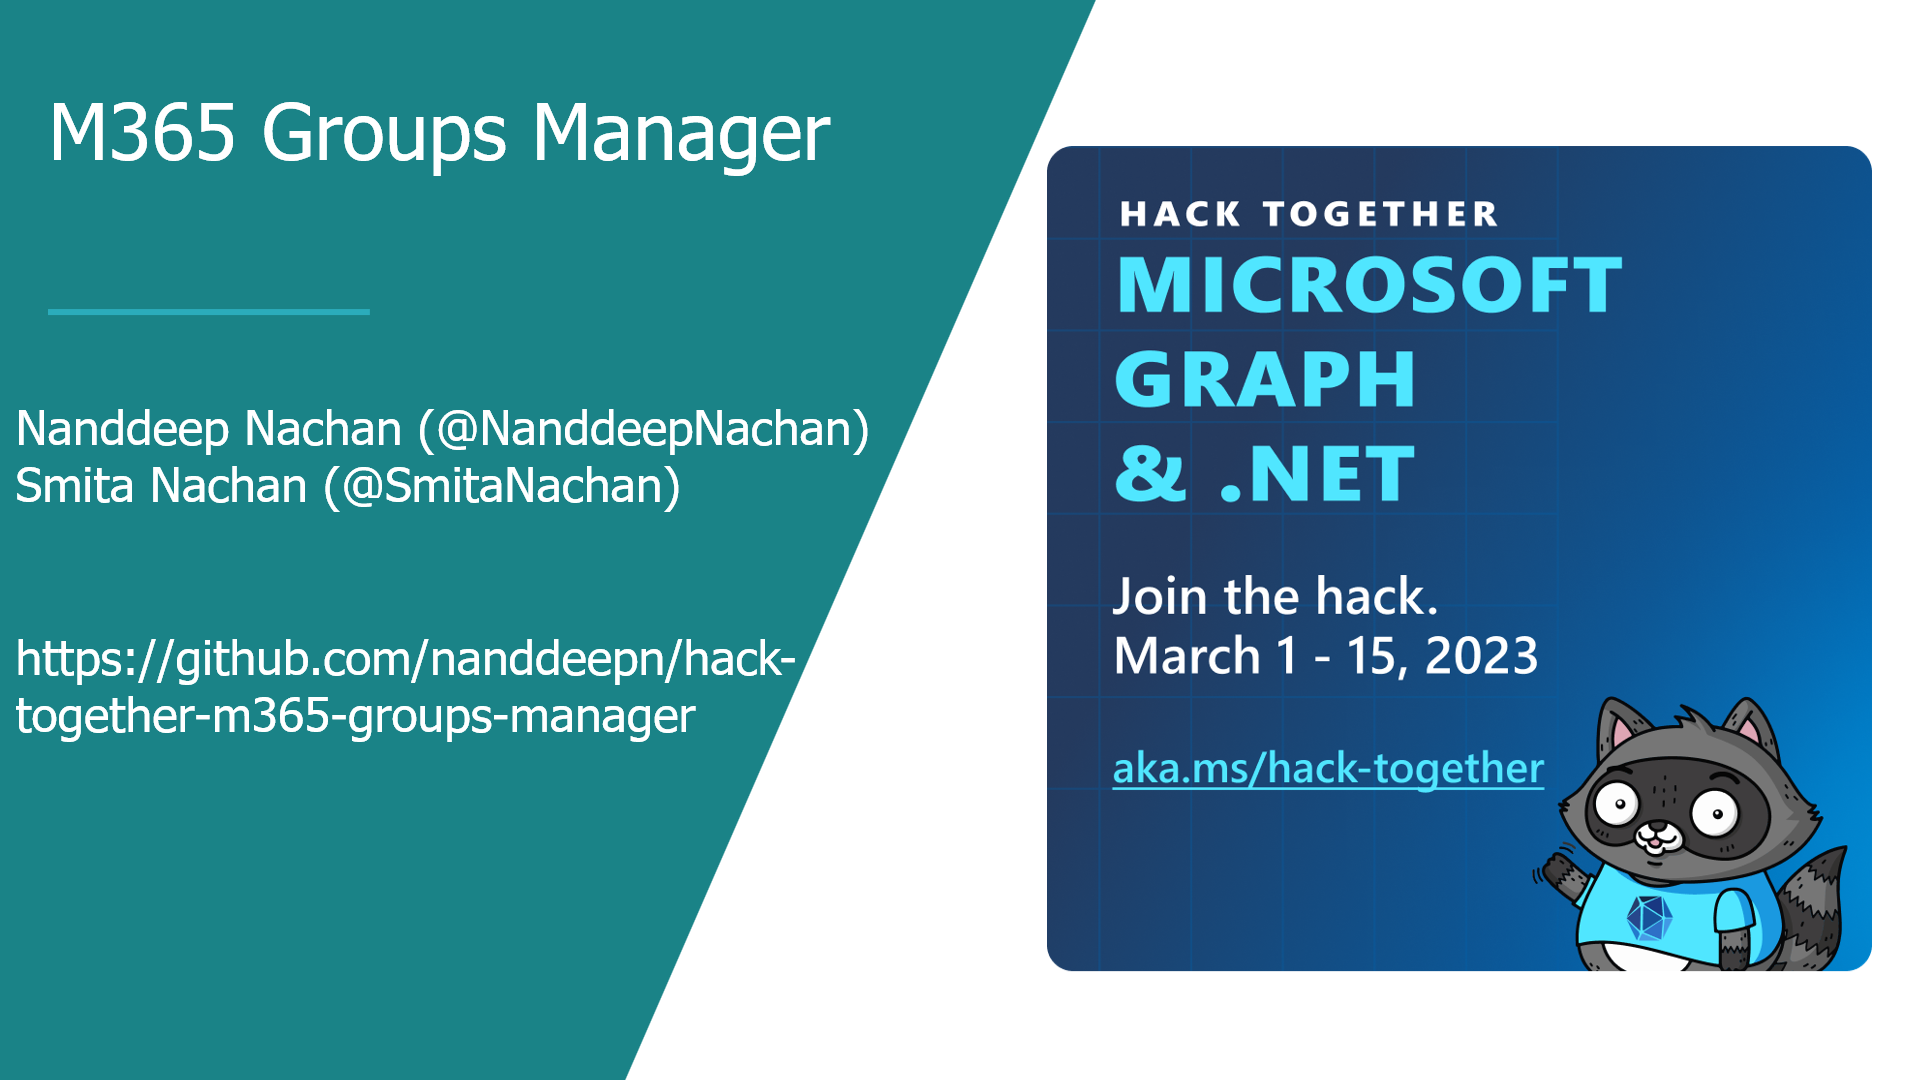 M365 Groups Manager
Nanddeep Nachan (@NanddeepNachan)
Smita Nachan (@SmitaNachan)
https://github.com/nanddeepn/hack-
together-m365-groups-manager
HACK TOGETHER
MICROSOFT
GRAPH
& .NET
Join the hack.
March 1 - 15, 2023
aka.ms/hack-together